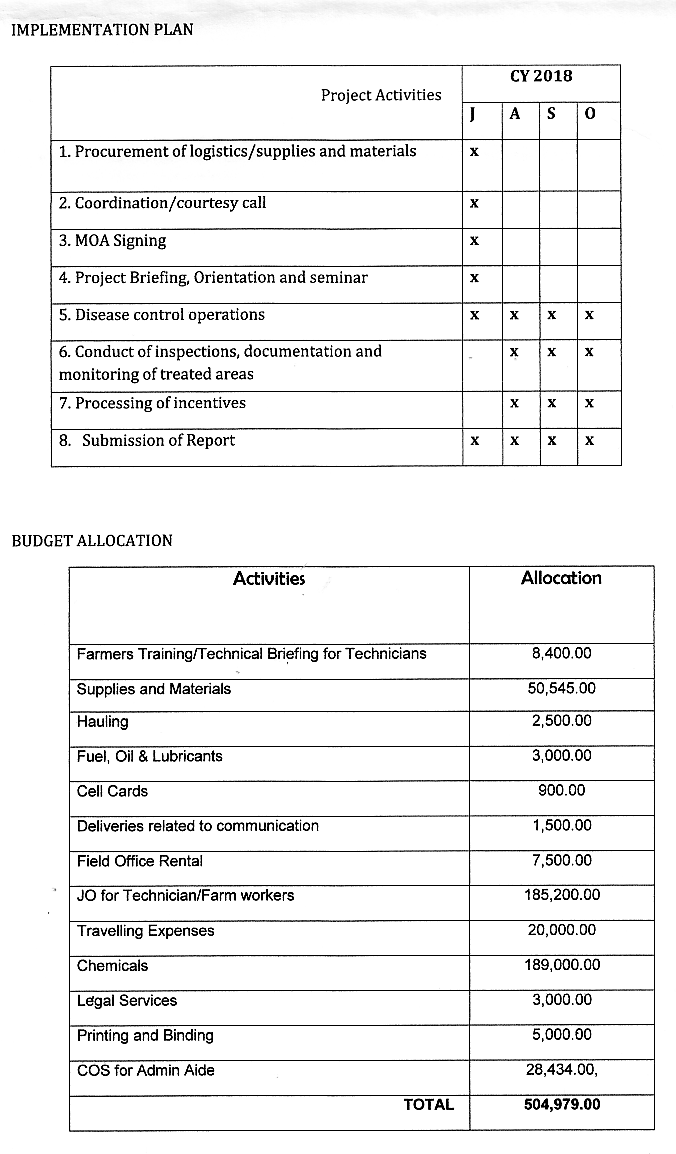 IMPLEMENTATION PLAN
Project Activities
CY 2018
J A S O
1. Procurement of logistics/supplies and materials x
2. Coordination/courtesy call x
3. MOA Signing x
4. Project Briefing, Orientation and seminar x
5. Disease control operations x x x x
6. Conduct of inspections, documentation and x x x
monitoring of treated areas
7. Processing of incentives x x x
8. Submission of Report x x x x
BUDGET ALLOCATION
Activities Allocation
Farmers Training/Technical Briefing for Technicians 8,400.00
Supplies and Materials 50,545.00
Hauling 2,500.00
Fuel, Oil & Lubricants 3,000.00
Cell Cards 900.00
Deliveries related to communication 1,500.00
Field Office Rental 7,500.00
JO for Technician/Farm workers 185,200.00
Travelling Expenses 20,000.00
Chemicals 189,000.00
Legal Services 3,000.00
Printing and Binding 5,000.00
COS for Admin Aide 28,434.00,
TOTAL 504,979.00